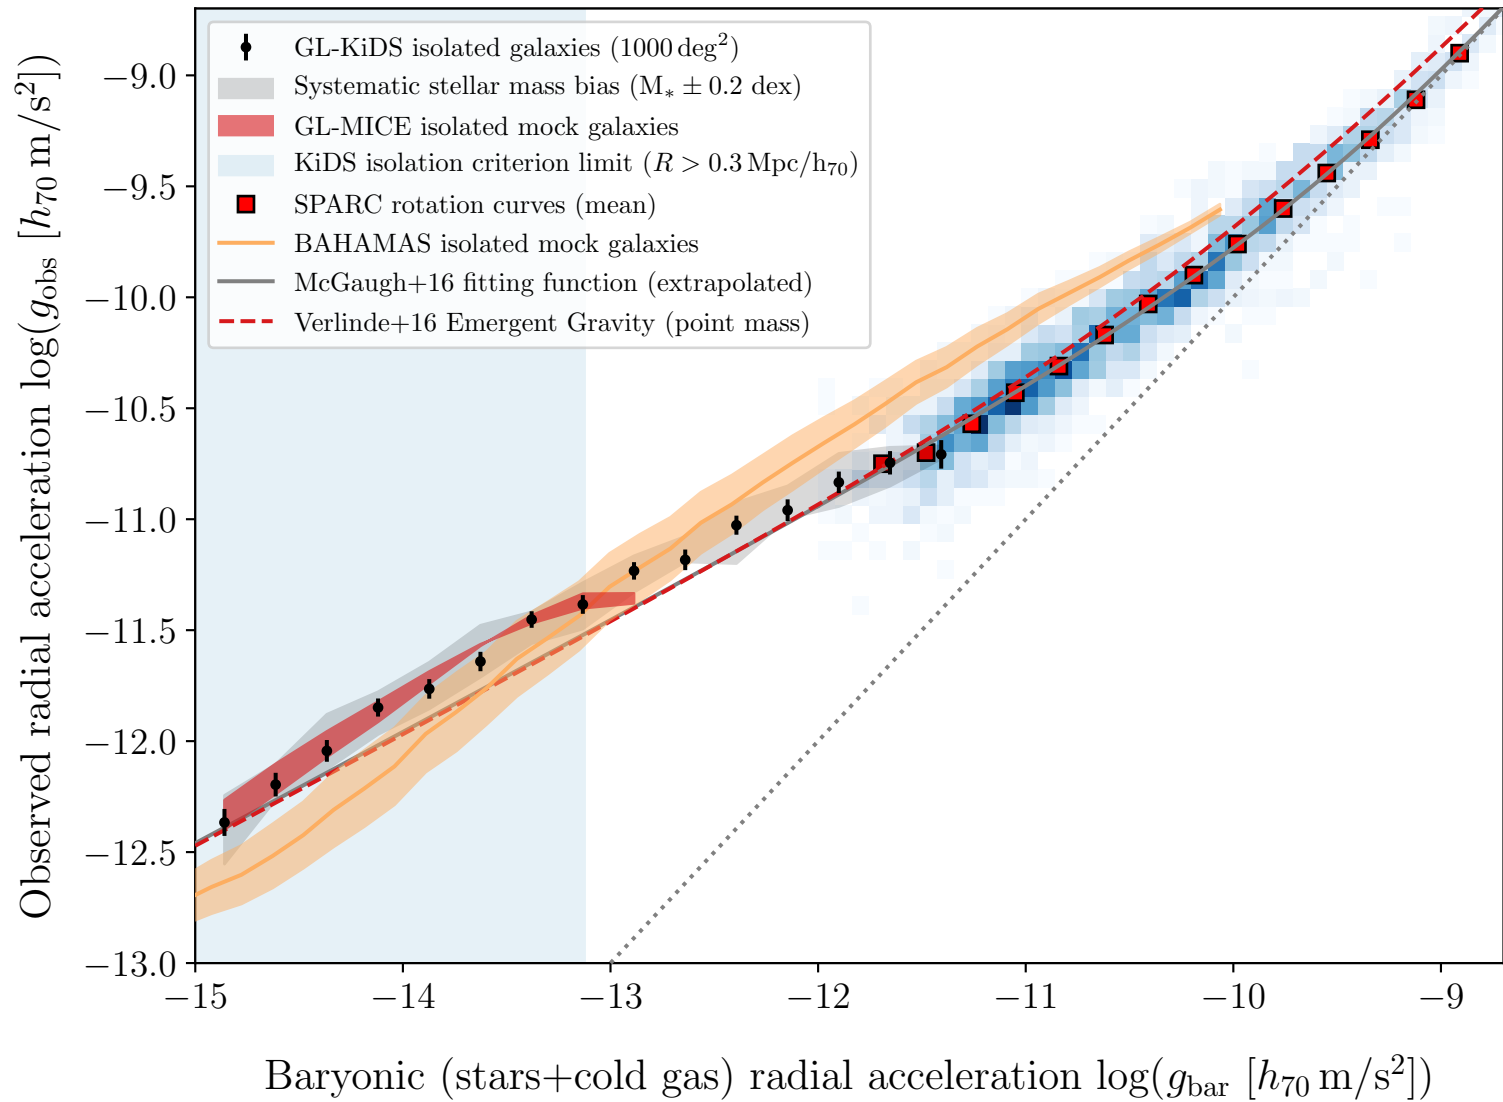 GL-KiDS isolated galaxies (1000 deg²)
Systematic stellar mass bias (M∗ ± 0.2 dex)
GL-MICE isolated mock galaxies
KiDS isolation criterion limit (R > 0.3 Mpc/h₇₀)
SPARC rotation curves (mean)
BAHAMAS isolated mock galaxies
McGaugh+16 fitting function (extrapolated)
Verlinde+16 Emergent Gravity (point mass)
Observed radial acceleration log(g_obs [h₇₀ m/s²])
−9.0
−9.5
−10.0
−10.5
−11.0
−11.5
−12.0
−12.5
−13.0
−15 −14 −13 −12 −11 −10 −9
Baryonic (stars+cold gas) radial acceleration log(g_bar [h₇₀ m/s²])